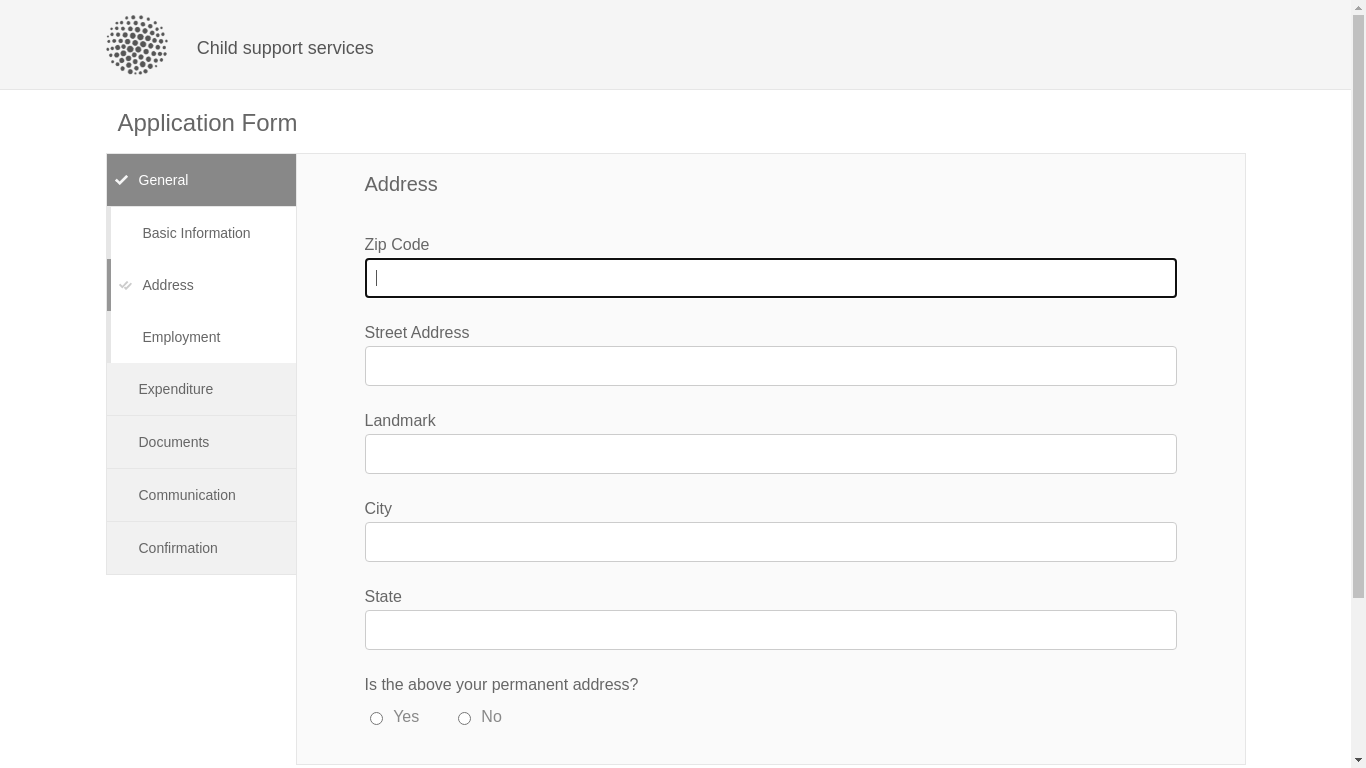 Child support services
Application Form
General
Basic Information
Address
Employment
Expenditure
Documents
Communication
Confirmation
Address
Zip Code
Street Address
Landmark
City
State
Is the above your permanent address?
Yes No